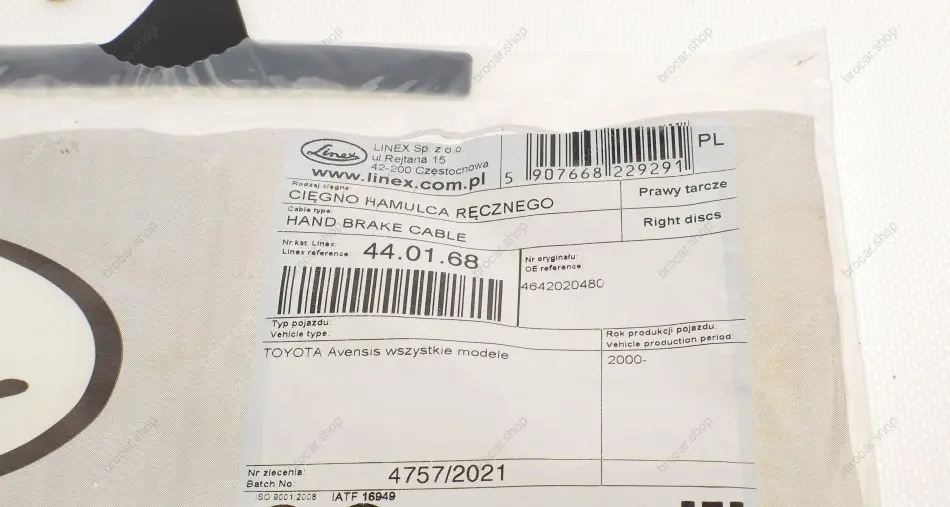 Linex
LINEX Sp. z o.o.
ul.Rejtana 15
42-200 Częstochowa
www.linex.com.pl
5 907668 229291
PL
Rodzaj cięgna:
CIĘGNO HAMULCA RĘCZNEGO
Prawy tarcze
Cable type:
HAND BRAKE CABLE
Right discs
Nr kat Linex:
Linex reference:
44.01.68
Nr oryginału:
OE reference
4642020480
Typ pojazdu:
Vehicle type:
Rok produkcji pojazdu:
Vehicle production period:
TOYOTA Avensis wszystkie modele
2000-
Nr zlecenia:
Batch No:
4757/2021
ISO 9001:2008 IATF 16949
brocar.shop